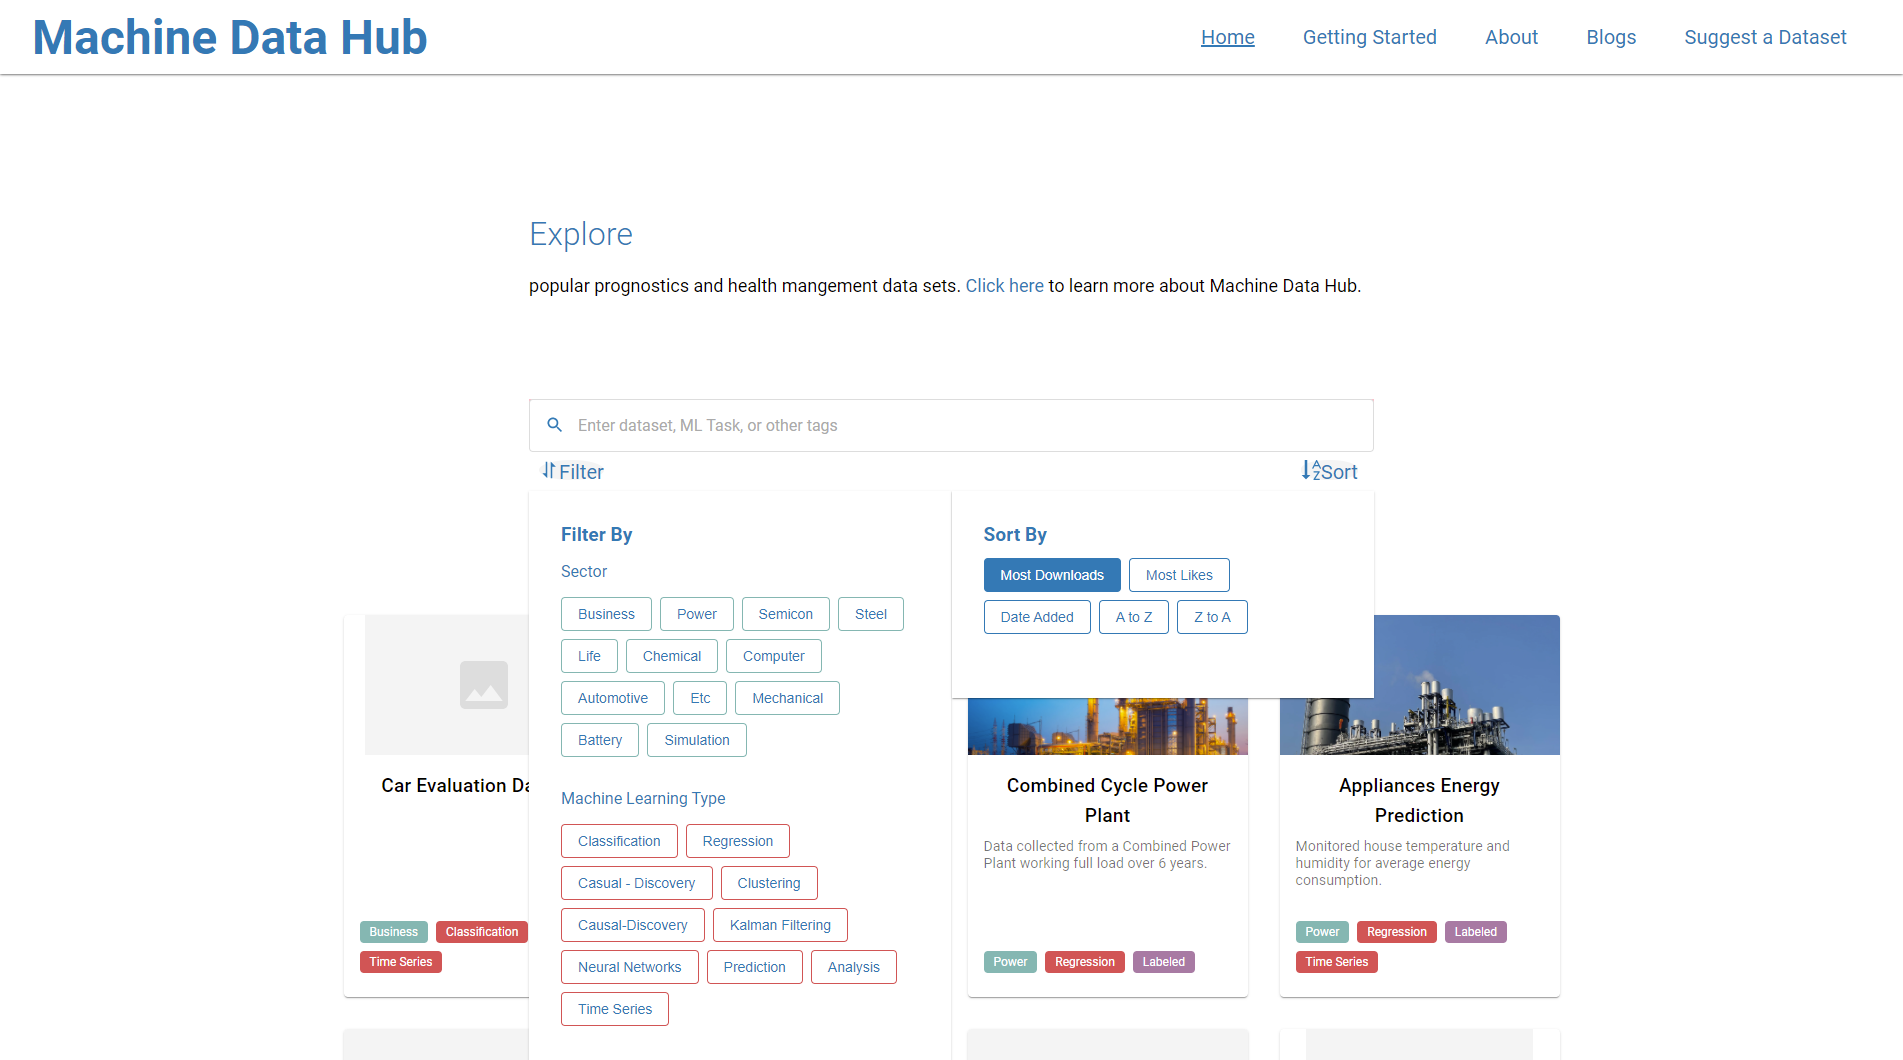 Machine Data Hub
Home Getting Started About Blogs Suggest a Dataset
Explore
popular prognostics and health mangement data sets. Click here to learn more about Machine Data Hub.
Enter dataset, ML Task, or other tags
Filter
Sort
Filter By
Sector
Business Power Semicon Steel
Life Chemical Computer
Automotive Etc Mechanical
Battery Simulation
Machine Learning Type
Classification Regression
Casual - Discovery Clustering
Causal-Discovery Kalman Filtering
Neural Networks Prediction Analysis
Time Series
Sort By
Most Downloads Most Likes
Date Added A to Z Z to A
Car Evaluation Da
Business Classification
Time Series
Combined Cycle Power
Plant
Data collected from a Combined Power
Plant working full load over 6 years.
Power Regression Labeled
Appliances Energy
Prediction
Monitored house temperature and
humidity for average energy
consumption.
Power Regression Labeled
Time Series